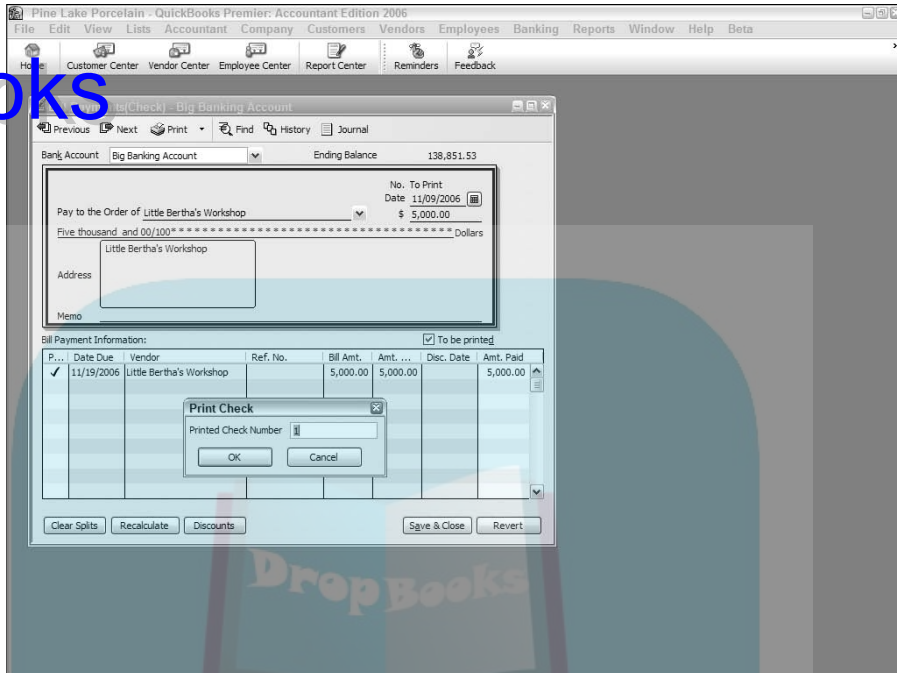 Pine Lake Porcelain - QuickBooks Premier: Accountant Edition 2006
File Edit View Lists Accountant Company Customers Vendors Employees Banking Reports Window Help Beta
Customer Center Vendor Center Employee Center Report Center Reminders Feedback
oks
(Check) - Big Banking Account
Previous Next Print Find History Journal
Bank Account Big Banking Account Ending Balance 138,851.53
No. To Print
Date 11/09/2006
Pay to the Order of Little Bertha's Workshop $ 5,000.00
Five thousand and 00/100* * * * * * * * * * * * * * * * * * * * * * * * * * * * * * * * * * * * * * Dollars
Little Bertha's Workshop
Address
Memo
Bill Payment Information: To be printed
P... Date Due Vendor Ref. No. Bill Amt. Amt. ... Disc. Date Amt. Paid
11/19/2006 Little Bertha's Workshop 5,000.00 5,000.00 5,000.00
Print Check
Printed Check Number 1
OK Cancel
Clear Splits Recalculate Discounts Save & Close Revert
DropBooks